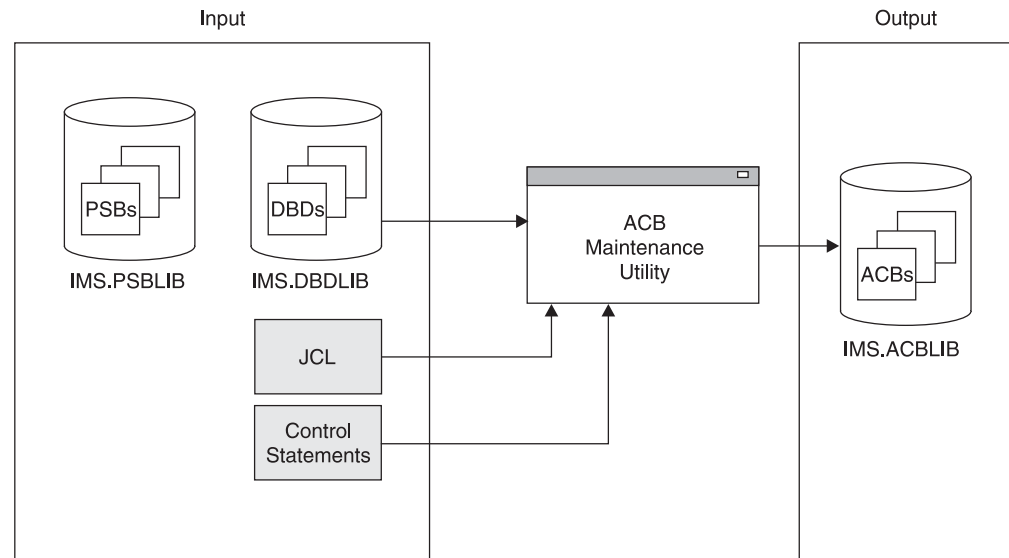 Input
Output
PSBs
DBDs
IMS.PSBLIB
IMS.DBDLIB
ACB
Maintenance
Utility
ACBs
IMS.ACBLIB
JCL
Control
Statements